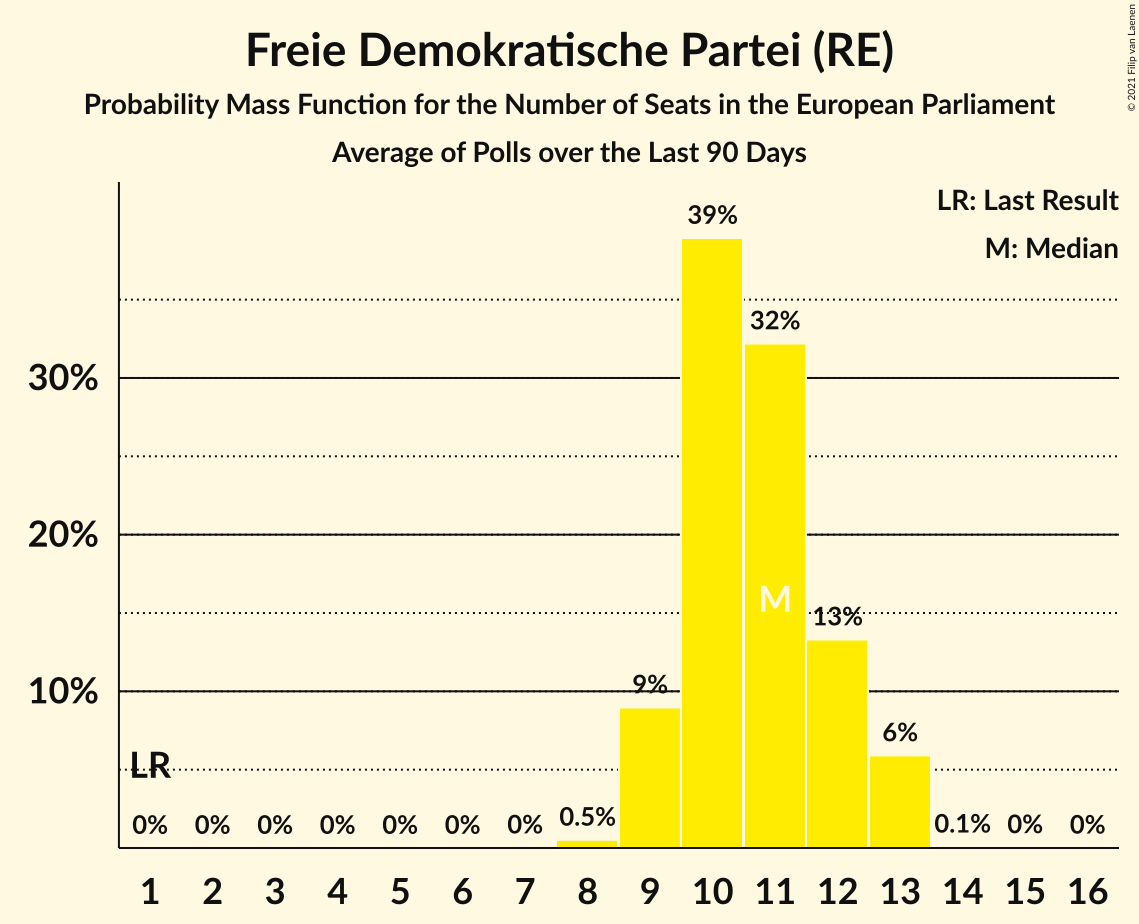 Freie Demokratische Partei (RE)
Probability Mass Function for the Number of Seats in the European Parliament
Average of Polls over the Last 90 Days
© 2021 Filip van Laenen
LR: Last Result
M: Median
39%
32%
30%
20%
M
13%
9%
10%
6%
LR
0% 0% 0% 0% 0% 0% 0% 0.5% 0.1% 0% 0%
1 2 3 4 5 6 7 8 9 10 11 12 13 14 15 16